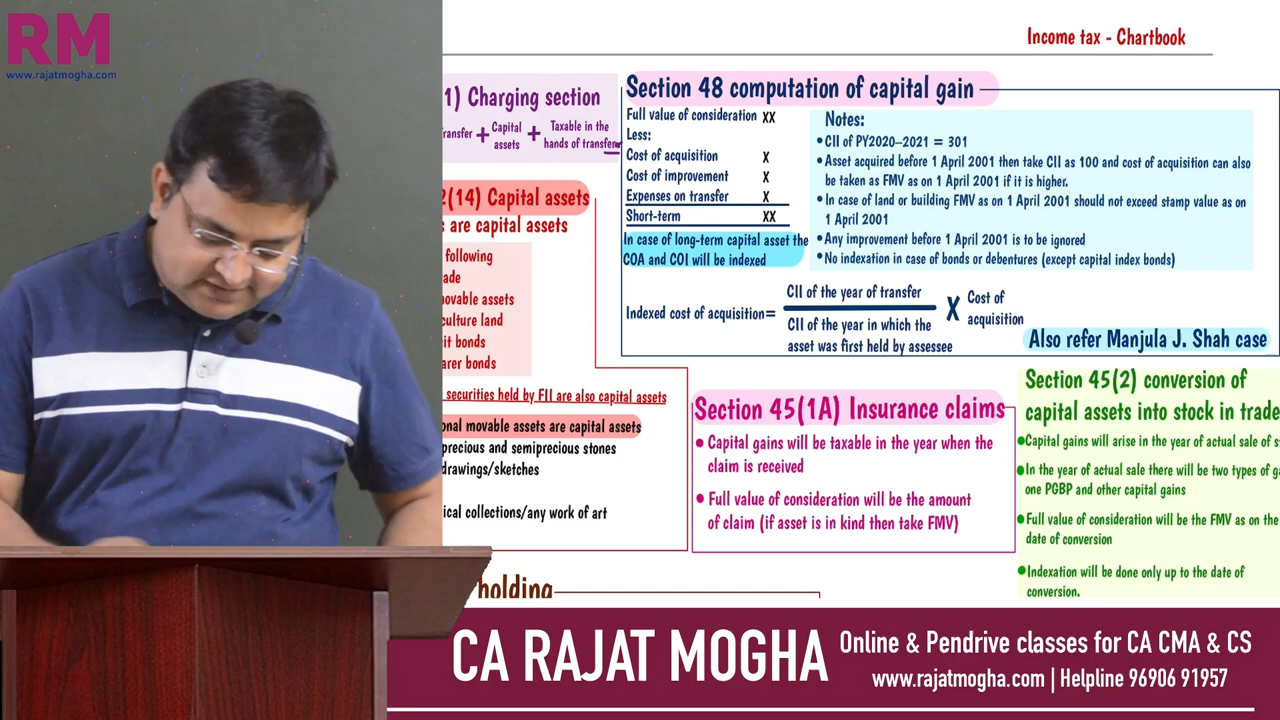 RM
www.rajatmogha.com
Income tax - Chartbook
1) Charging section
Capital assets
+
Taxable in the hands of transferer
2(14) Capital assets
are capital assets
following
movable assets
land
bonds
bonds
securities held by FII are also capital assets
movable assets are capital assets
precious and semiprecious stones
drawings/sketches
collections/any work of art
holding
Section 48 computation of capital gain
Full value of consideration XX
Less:
Cost of acquisition X
Cost of improvement X
Expenses on transfer X
Short-term XX
In case of long-term capital asset the
COA and COI will be indexed
Notes:
• CII of PY2020–2021 = 301
• Asset acquired before 1 April 2001 then take CII as 100 and cost of acquisition can also
be taken as FMV as on 1 April 2001 if it is higher.
• In case of land or building FMV as on 1 April 2001 should not exceed stamp value as on
1 April 2001
• Any improvement before 1 April 2001 is to be ignored
• No indexation in case of bonds or debentures (except capital index bonds)
Indexed cost of acquisition=
CII of the year of transfer
CII of the year in which the
asset was first held by assessee
X
Cost of
acquisition
Also refer Manjula J. Shah case
Section 45(1A) Insurance claims
• Capital gains will be taxable in the year when the
claim is received
• Full value of consideration will be the amount
of claim (if asset is in kind then take FMV)
Section 45(2) conversion of
capital assets into stock in trade
• Capital gains will arise in the year of actual sale of
• In the year of actual sale there will be two types of
one PGBP and other capital gains
• Full value of consideration will be the FMV as on the
date of conversion
• Indexation will be done only up to the date of
conversion.
CA RAJAT MOGHA
Online & Pendrive classes for CA CMA & CS
www.rajatmogha.com | Helpline 96906 91957